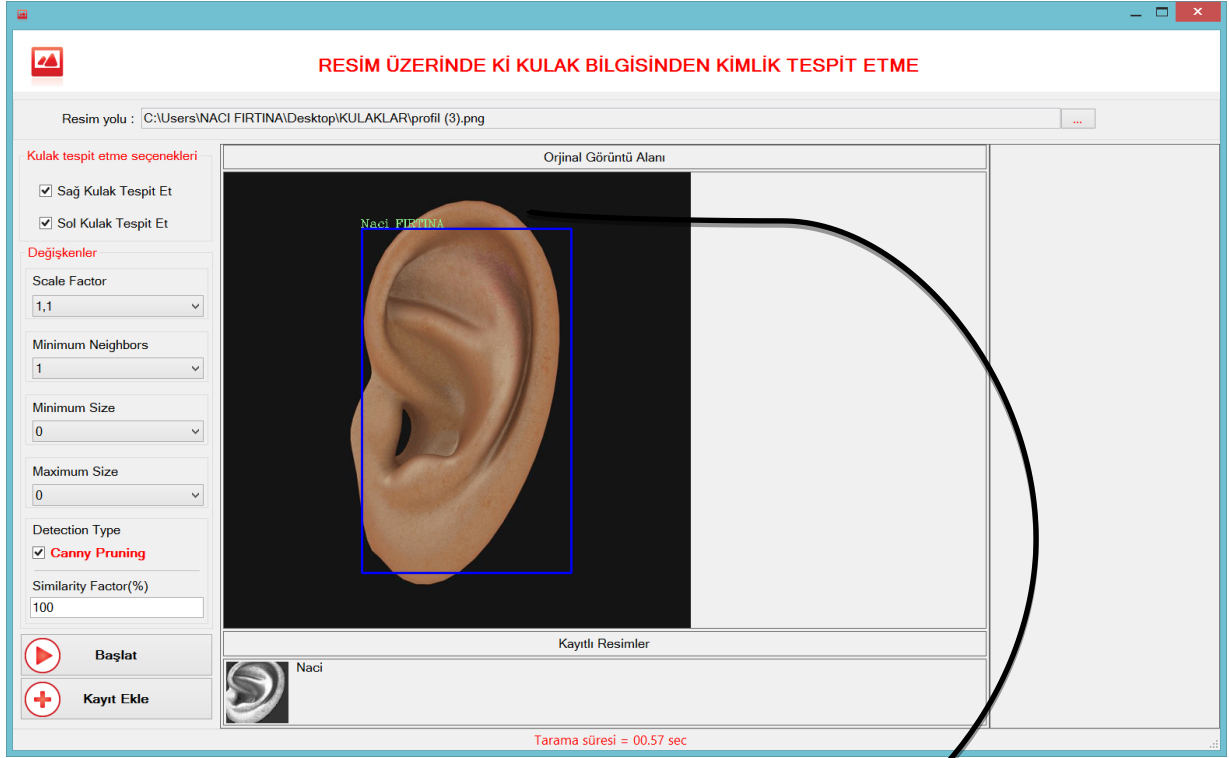 RESİM ÜZERİNDE Kİ KULAK BİLGİSİNDEN KİMLİK TESPİT ETME
Resim yolu : C:\Users\NACI FIRTINA\Desktop\KULAKLAR\profil (3).png ...
Kulak tespit etme seçenekleri
Sağ Kulak Tespit Et
Sol Kulak Tespit Et
Değişkenler
Scale Factor
1,1
Minimum Neighbors
1
Minimum Size
0
Maximum Size
0
Detection Type
Canny Pruning
Similarity Factor(%)
100
Başlat
Kayıt Ekle
Orjinal Görüntü Alanı
Naci FIRTINA
Kayıtlı Resimler
Naci
Tarama süresi = 00.57 sec